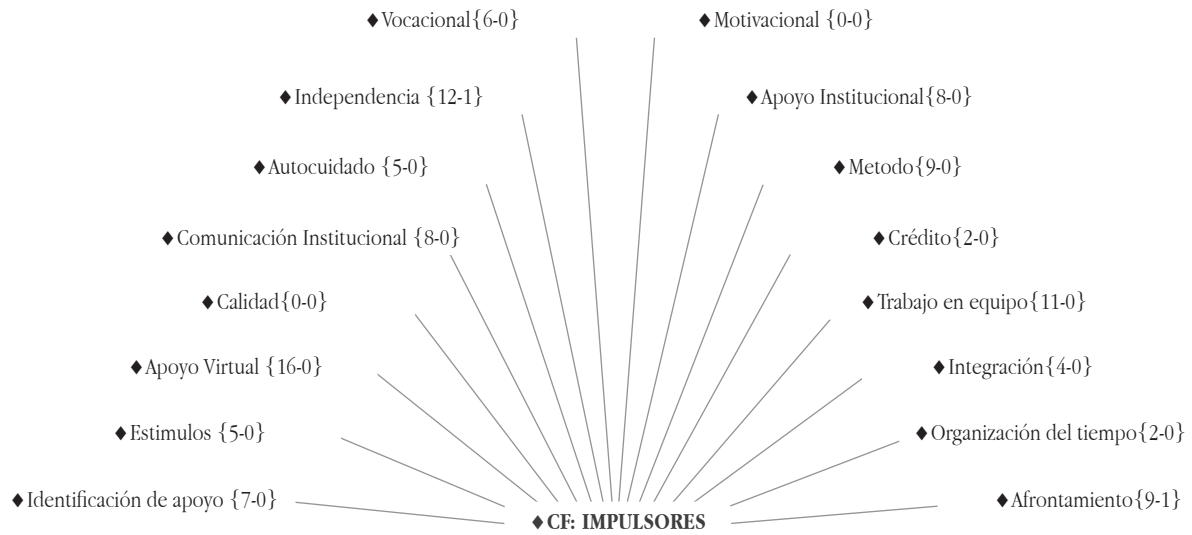 ♦Vocacional{6-0}
♦Motivacional {0-0}
♦Independencia {12-1}
♦Apoyo Institucional{8-0}
♦Autocuidado {5-0}
♦Metodo{9-0}
♦Comunicación Institucional {8-0}
♦Crédito{2-0}
♦Calidad{0-0}
♦Trabajo en equipo{11-0}
♦Apoyo Virtual {16-0}
♦Integración{4-0}
♦Estimulos {5-0}
♦Organización del tiempo{2-0}
♦Identificación de apoyo {7-0}
♦Afrontamiento{9-1}
♦CF: IMPULSORES